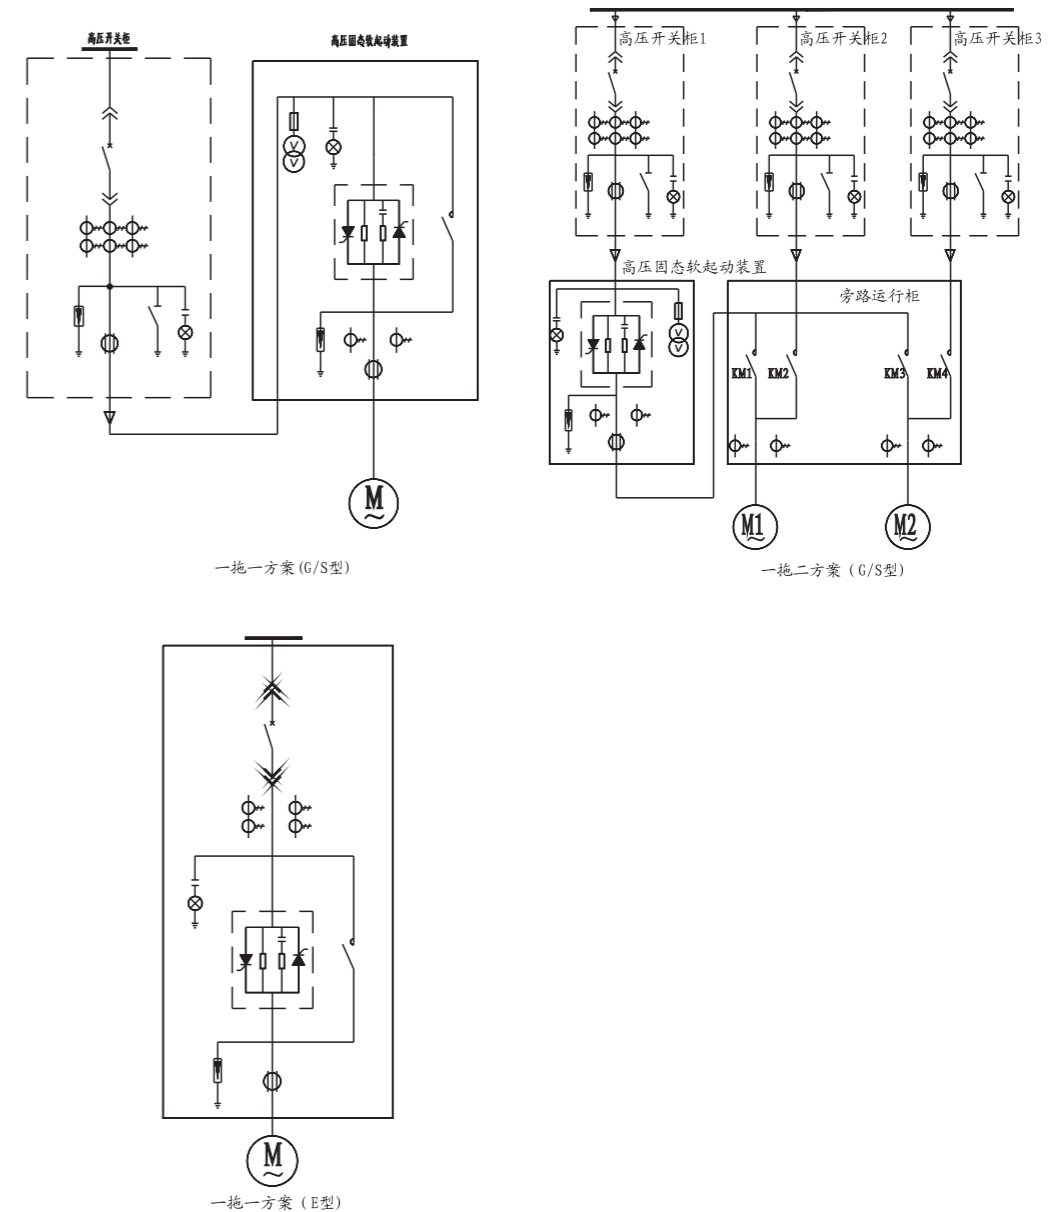 高压开关柜
高压固态软起动装置
V
V
M
~
一拖一方案(G/S型)
高压开关柜1
高压开关柜2
高压开关柜3
高压固态软起动装置
旁路运行柜
V
V
KM1
KM2
KM3
KM4
M1
~
M2
~
一拖二方案(G/S型)
M
~
一拖一方案(E型)